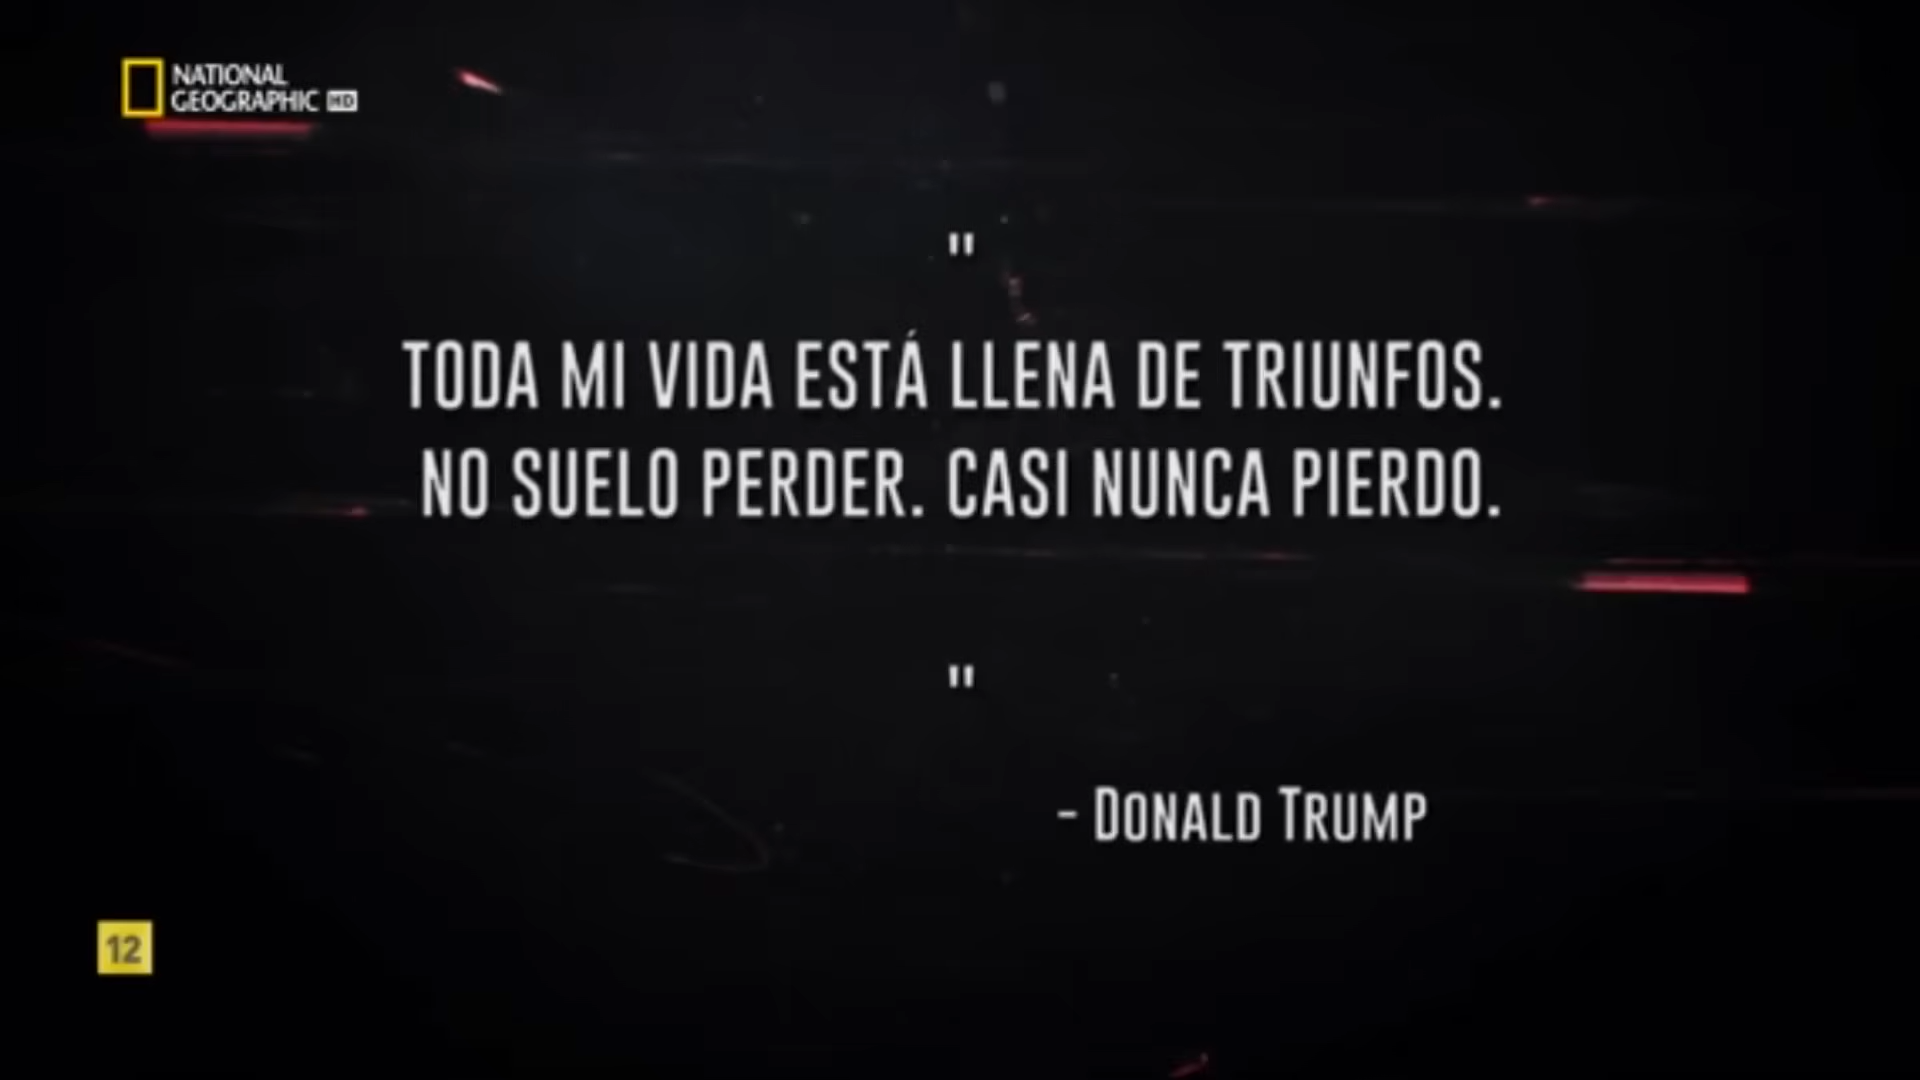 NATIONAL
GEOGRAPHIC HD
"
TODA MI VIDA ESTÁ LLENA DE TRIUNFOS.
NO SUELO PERDER. CASI NUNCA PIERDO.
"
- DONALD TRUMP
12